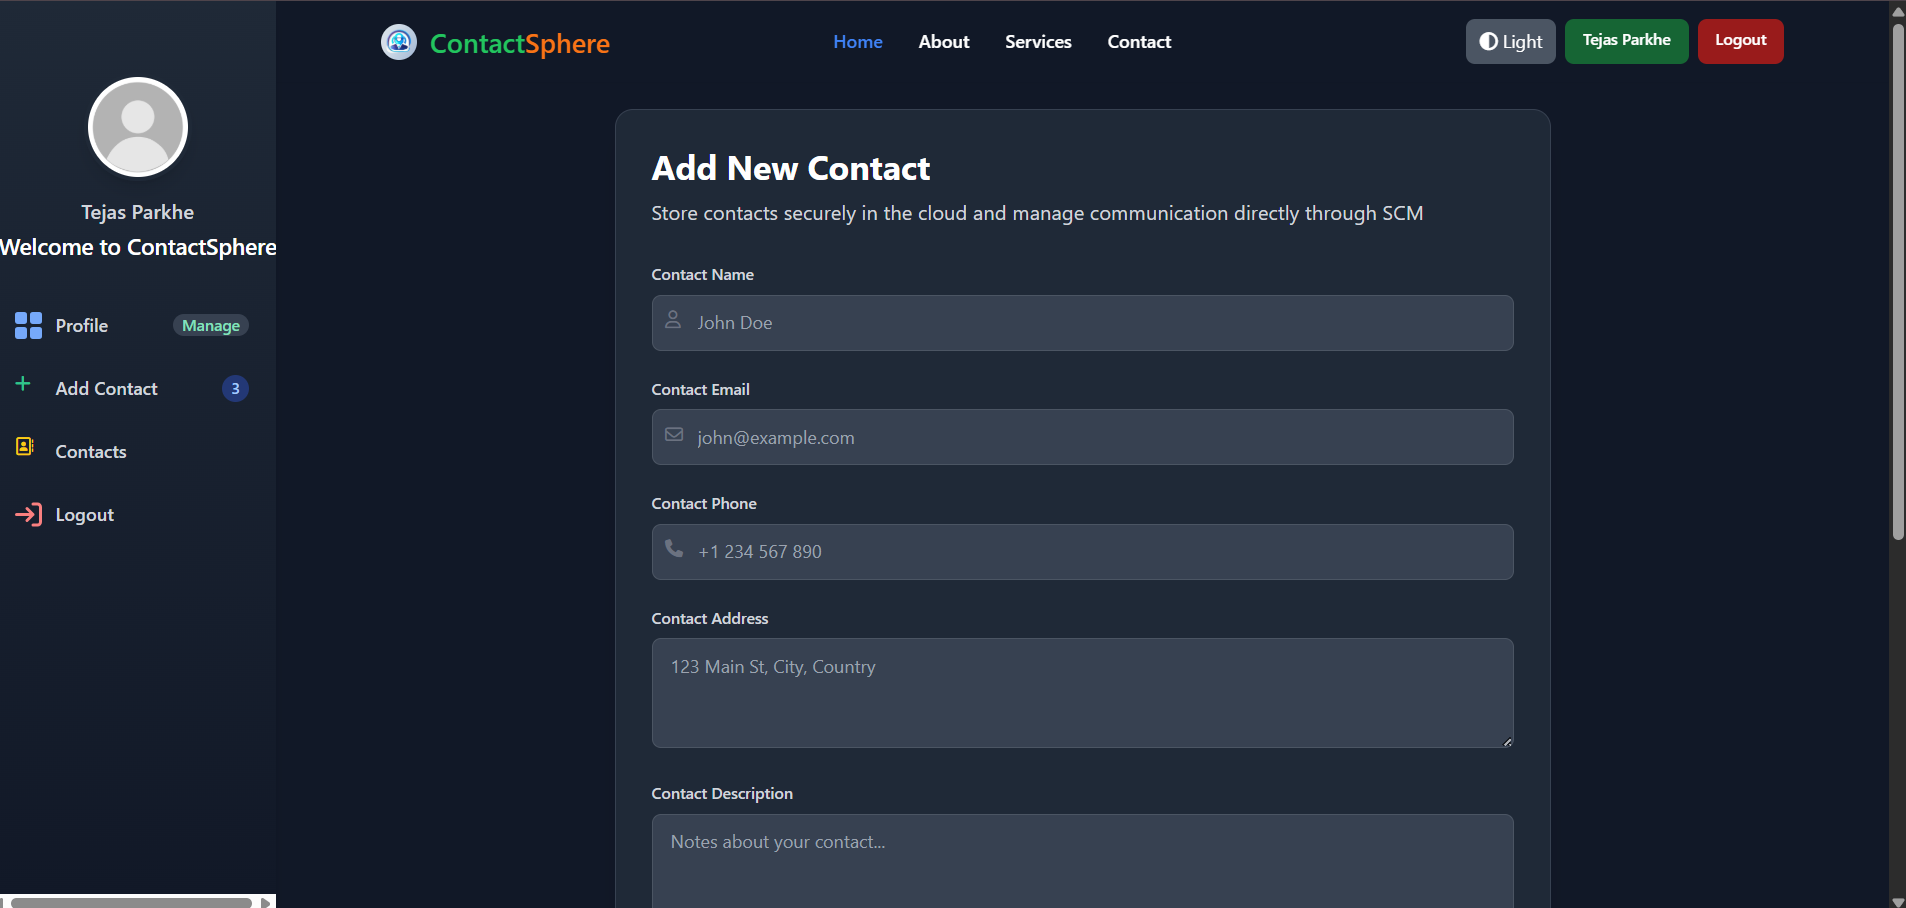 ContactSphere
Home
About
Services
Contact
Light
Tejas Parkhe
Logout
Tejas Parkhe
Welcome to ContactSphere
Profile
Manage
Add Contact
3
Contacts
Logout
Add New Contact
Store contacts securely in the cloud and manage communication directly through SCM
Contact Name
John Doe
Contact Email
john@example.com
Contact Phone
+1 234 567 890
Contact Address
123 Main St, City, Country
Contact Description
Notes about your contact...